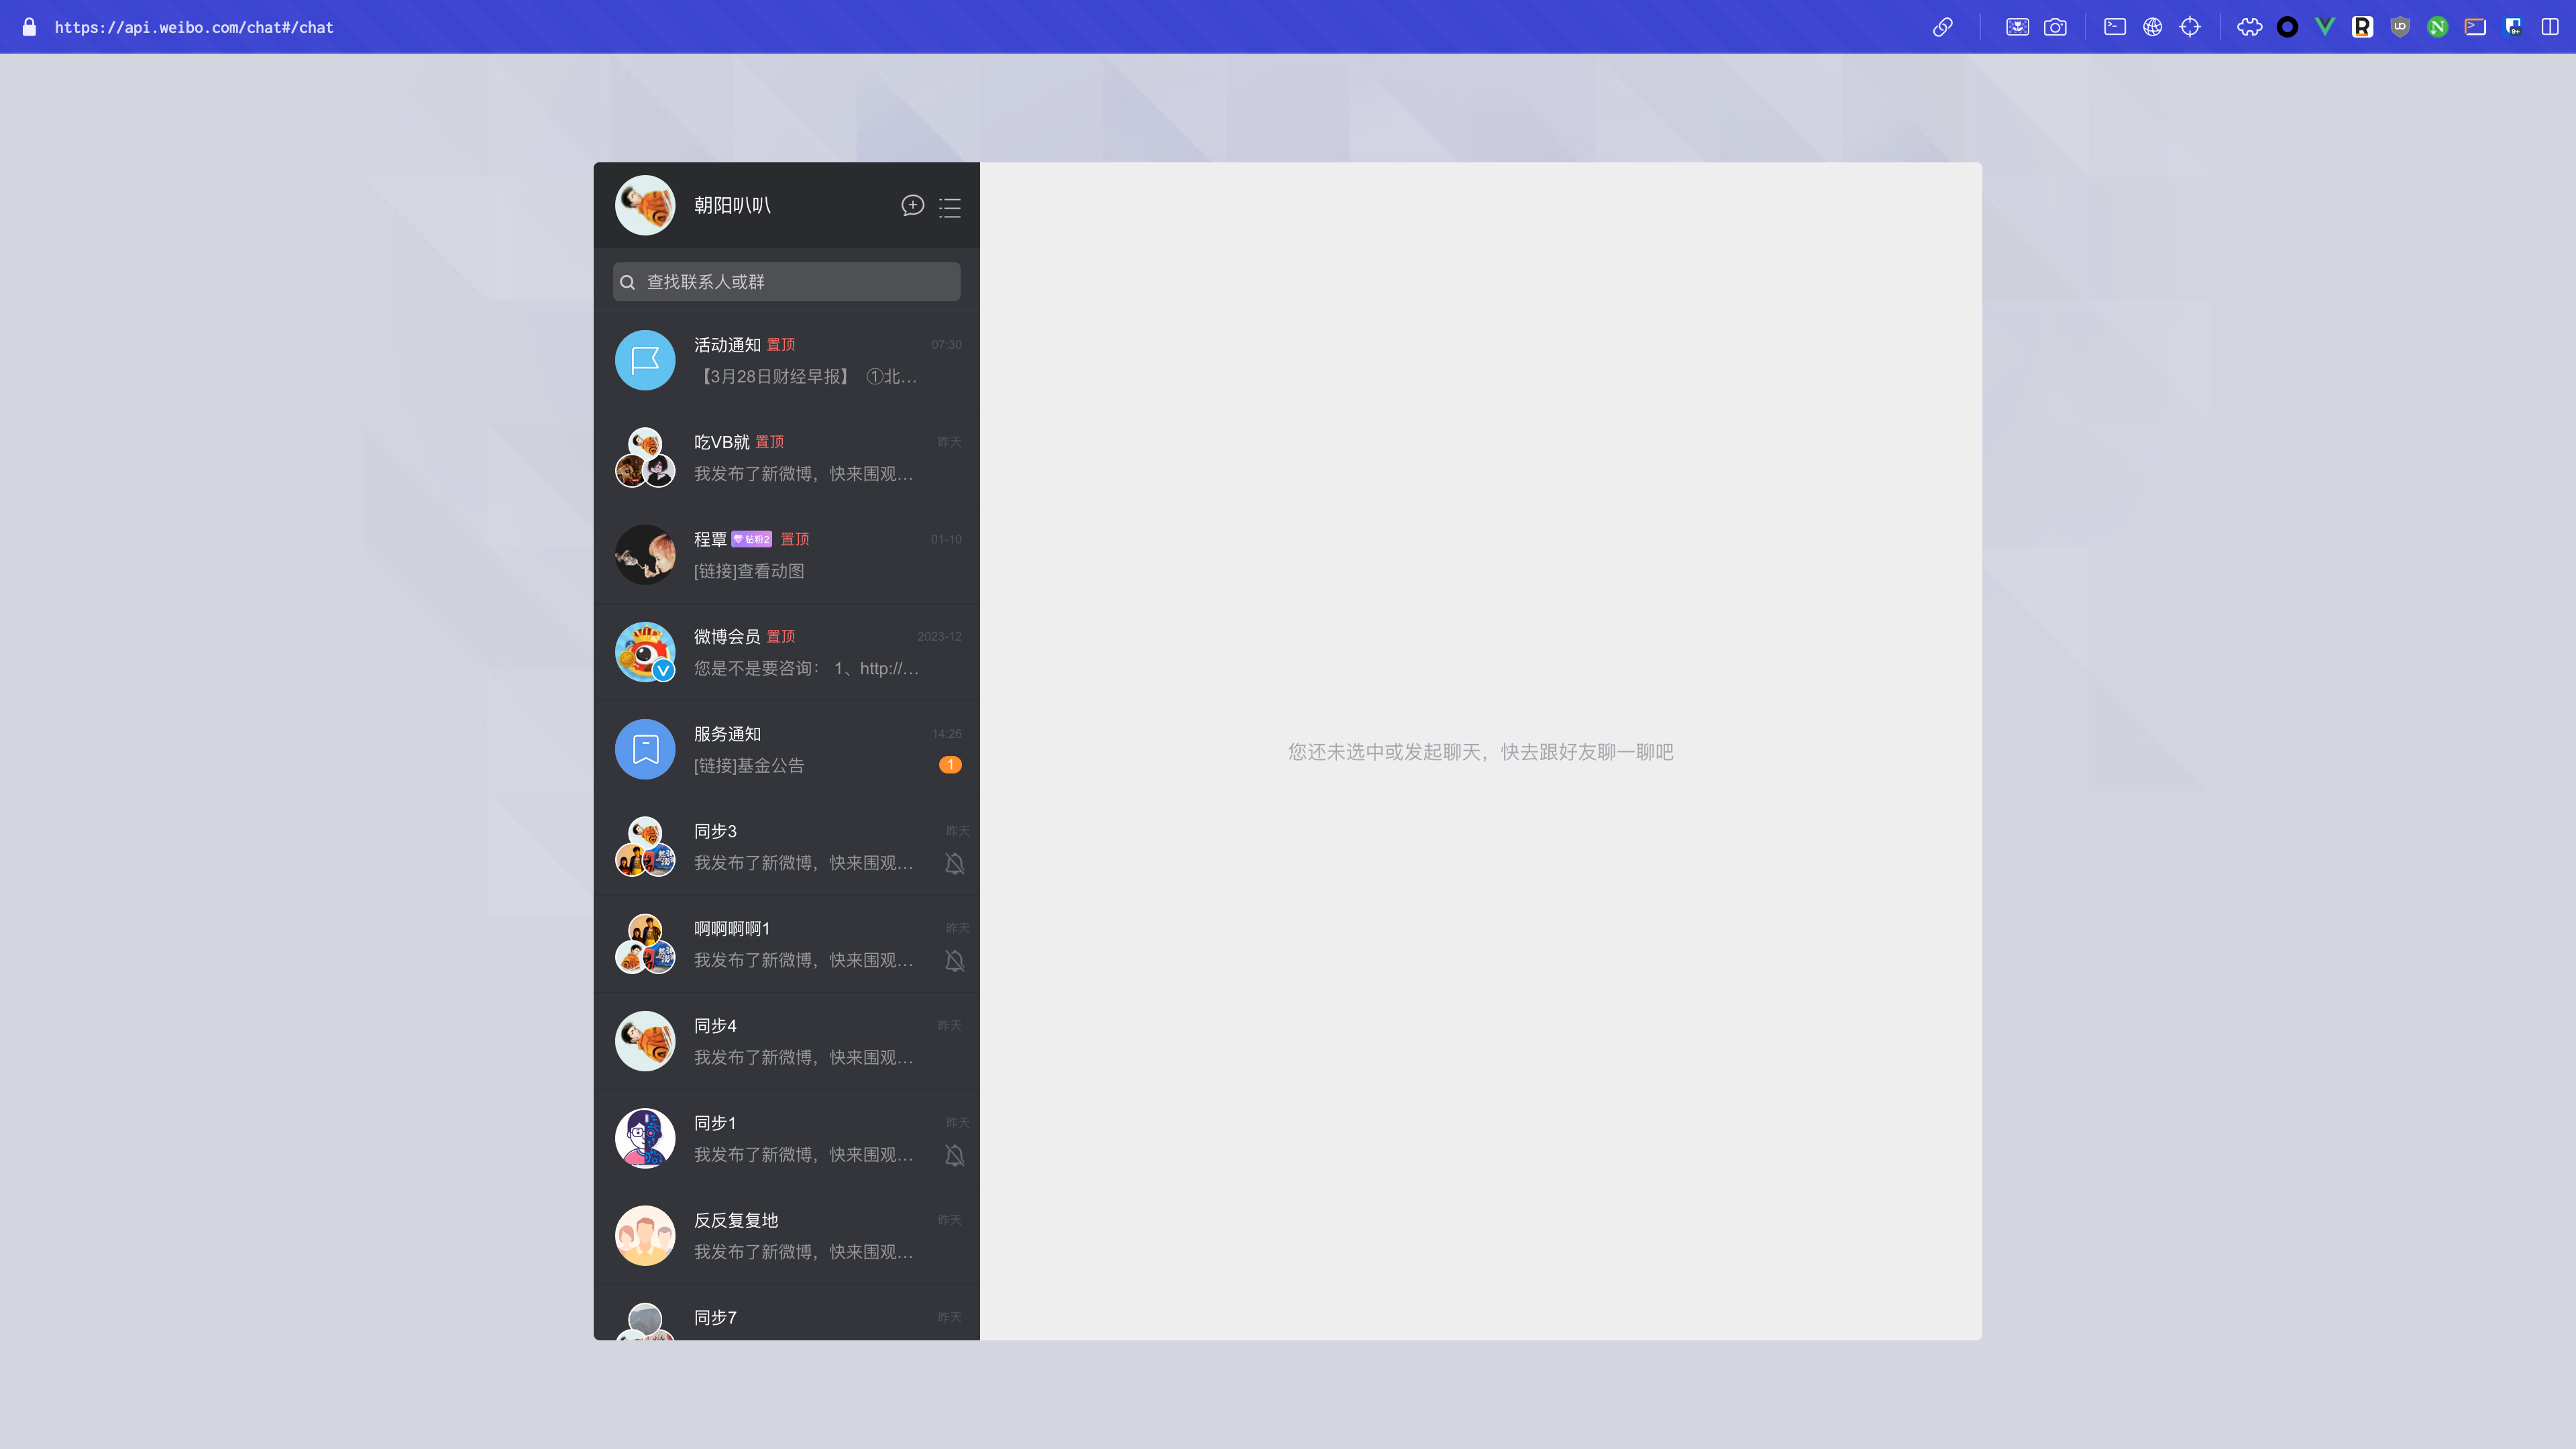 https://api.weibo.com/chat#/chat
朝阳叭叭
查找联系人或群
活动通知 置顶 07:30
【3月28日财经早报】 ①北...
吃VB就 置顶 昨天
我发布了新微博，快来围观...
程覃 钻粉2 置顶 01-10
[链接]查看动图
微博会员 置顶 2023-12
您是不是要咨询： 1、http://...
服务通知 14:26
[链接]基金公告 1
同步3 昨天
我发布了新微博，快来围观...
啊啊啊啊1 昨天
我发布了新微博，快来围观...
同步4 昨天
我发布了新微博，快来围观...
同步1 昨天
我发布了新微博，快来围观...
反反复复地 昨天
我发布了新微博，快来围观...
同步7 昨天
您还未选中或发起聊天，快去跟好友聊一聊吧